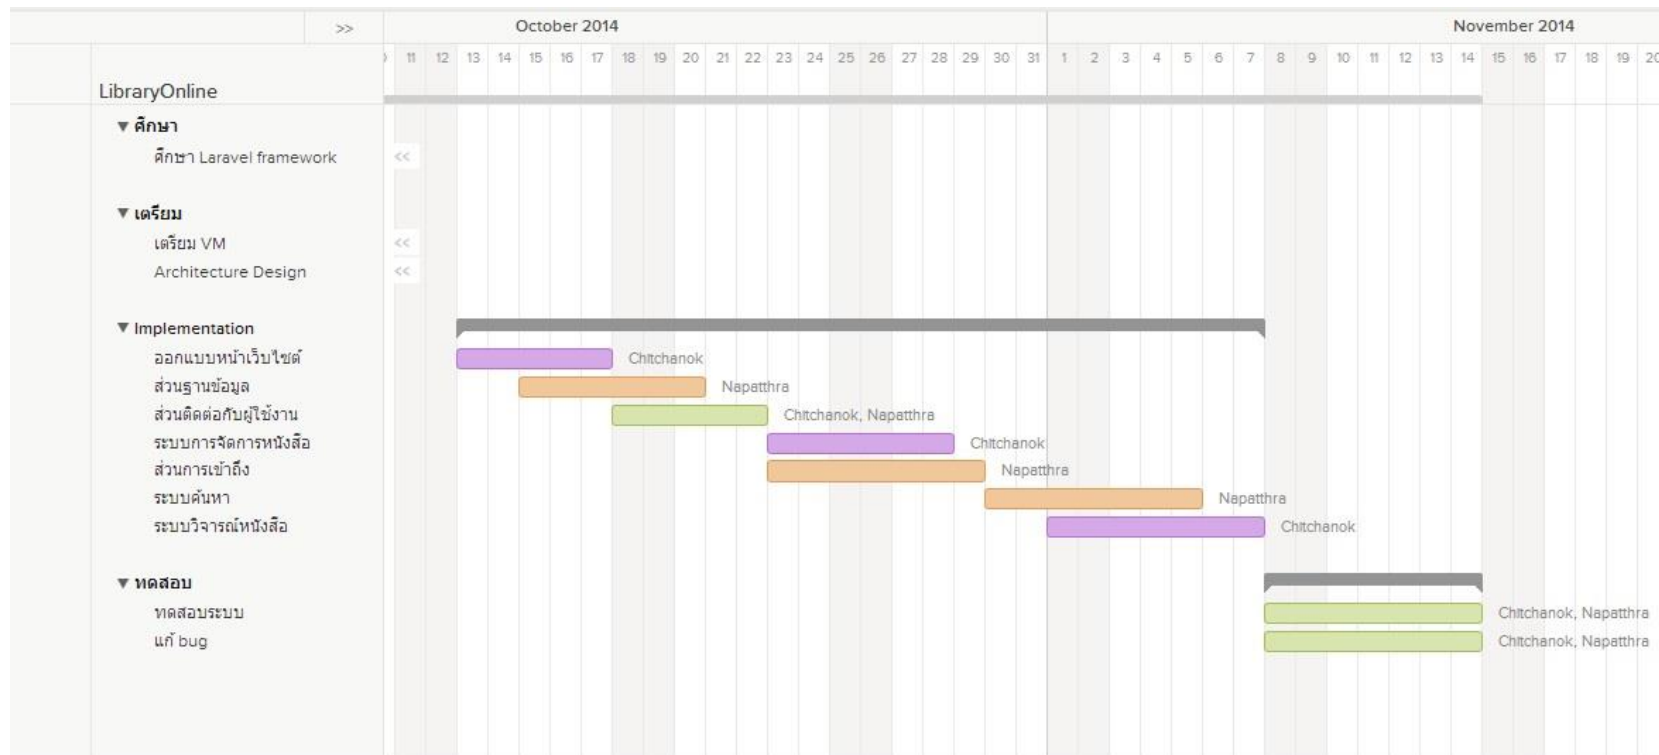 >> October 2014 November 2014
11 12 13 14 15 16 17 18 19 20 21 22 23 24 25 26 27 28 29 30 31 1 2 3 4 5 6 7 8 9 10 11 12 13 14 15 16 17 18 19 20
LibraryOnline
▼ ศึกษา
ศึกษา Laravel framework <<
▼ เตรียม
เตรียม VM <<
Architecture Design <<
▼ Implementation
ออกแบบหน้าเว็บไซต์ Chitchanok
ส่วนฐานข้อมูล Napatthra
ส่วนติดต่อกับผู้ใช้งาน Chitchanok, Napatthra
ระบบการจัดการหนังสือ Chitchanok
ส่วนการเข้าถึง Napatthra
ระบบค้นหา Napatthra
ระบบวิจารณ์หนังสือ Chitchanok
▼ ทดสอบ
ทดสอบระบบ Chitchanok, Napatthra
แก้ bug Chitchanok, Napatthra